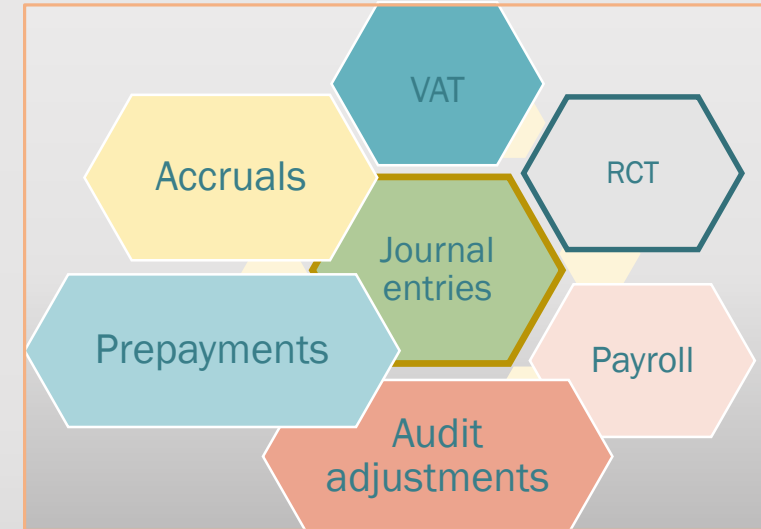 VAT
Accruals
RCT
Journal
entries
Prepayments
Payroll
Audit
adjustments